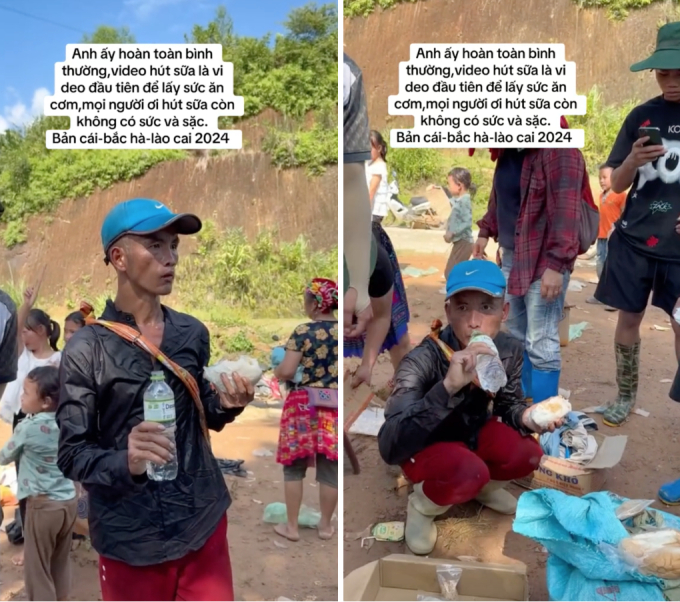 Anh ấy hoàn toàn bình
thường,video hút sữa là vi
deo đầu tiên để lấy sức ăn
cơm,mọi người ơi hút sữa còn
không có sức và sặc.
Bản cái-bắc hà-lào cai 2024
Anh ấy hoàn toàn bình
thường,video hút sữa là vi
deo đầu tiên để lấy sức ăn
cơm,mọi người ơi hút sữa còn
không có sức và sặc.
Bản cái-bắc hà-lào cai 2024